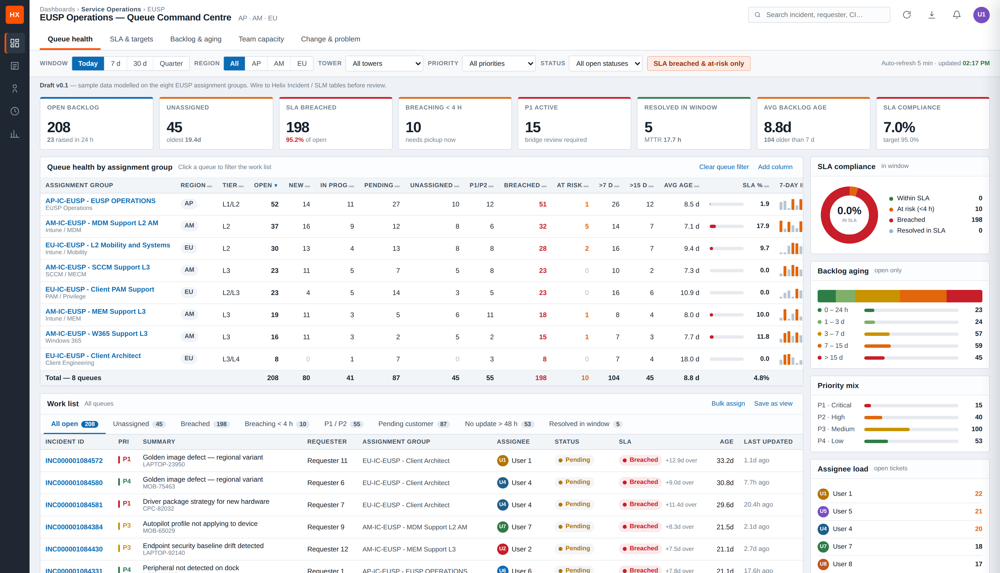 HX
Dashboards › Service Operations › EUSP
EUSP Operations — Queue Command Centre AP · AM · EU
Search incident, requester, CI…
U1
Queue health SLA & targets Backlog & aging Team capacity Change & problem
WINDOW Today 7 d 30 d Quarter REGION All AP AM EU TOWER All towers PRIORITY All priorities STATUS All open statuses SLA breached & at-risk only Auto-refresh 5 min · updated 02:17 PM
Draft v0.1 — sample data modelled on the eight EUSP assignment groups. Wire to Helix Incident / SLM tables before review.
OPEN BACKLOG UNASSIGNED SLA BREACHED BREACHING < 4 H P1 ACTIVE RESOLVED IN WINDOW AVG BACKLOG AGE SLA COMPLIANCE
208 45 198 10 15 5 8.8d 7.0%
23 raised in 24 h oldest 19.4d 95.2% of open needs pickup now bridge review required MTTR 17.7 h 104 older than 7 d target 95.0%
Queue health by assignment group Click a queue to filter the work list Clear queue filter Add column
ASSIGNMENT GROUP REGION TIER OPEN ▼ NEW IN PROG PENDING UNASSIGNED P1/P2 BREACHED AT RISK >7 D >15 D AVG AGE SLA % 7-DAY
AP-IC-EUSP - EUSP OPERATIONS AP L1/L2 52 14 11 27 10 12 51 1 26 12 8.5 d 1.9
EUSP Operations
AM-IC-EUSP - MDM Support L2 AM AM L2 37 16 9 12 8 6 32 5 14 7 7.1 d 17.9
Intune / MDM
EU-IC-EUSP - L2 Mobility and Systems EU L2 30 13 4 13 8 8 28 2 16 7 9.4 d 9.7
Intune / Mobility
AM-IC-EUSP - SCCM Support L3 AM L3 23 11 5 7 5 8 23 0 10 2 7.3 d 0.0
SCCM / MECM
EU-IC-EUSP - Client PAM Support EU L2/L3 23 4 5 14 3 5 23 0 16 6 10.9 d 0.0
PAM / Privilege
AM-IC-EUSP - MEM Support L3 AM L3 19 11 3 5 6 11 18 1 8 4 8.0 d 10.0
Intune / MEM
AM-IC-EUSP - W365 Support L3 AM L3 16 11 3 2 5 2 15 1 7 3 7.7 d 11.8
Windows 365
EU-IC-EUSP - Client Architect EU L3/L4 8 0 1 7 0 3 8 0 7 4 18.0 d 0.0
Client Engineering
Total — 8 queues 208 80 41 87 45 55 198 10 104 45 8.8 d 4.8%
Work list All queues Bulk assign Save as view
All open 208 Unassigned 45 Breached 198 Breaching < 4 h 10 P1 / P2 55 Pending customer 87 No update > 48 h 53 Resolved in window 5
INCIDENT ID PRI SUMMARY REQUESTER ASSIGNMENT GROUP ASSIGNEE STATUS SLA AGE LAST UPDATED
INC000001084572 P1 Golden image defect — regional variant Requester 11 EU-IC-EUSP - Client Architect U1 User 1 Pending Breached +12.9d over 33.2d 1.1d ago
LAPTOP-23950
INC000001084580 P4 Golden image defect — regional variant Requester 6 EU-IC-EUSP - Client Architect U4 User 4 Pending Breached +9.0d over 30.8d 7.7h ago
MOB-75463
INC000001084581 P1 Driver package strategy for new hardware Requester 7 EU-IC-EUSP - Client Architect U4 User 4 Pending Breached +11.4d over 29.6d 20.4h ago
CPC-82032
INC000001084384 P3 Autopilot profile not applying to device Requester 9 AM-IC-EUSP - MDM Support L2 AM U7 User 7 Pending Breached +8.3d over 21.5d 2.1d ago
MOB-65029
INC000001084430 P3 Endpoint security baseline drift detected Requester 12 AM-IC-EUSP - MEM Support L3 U2 User 2 Pending Breached +7.5d over 21.1d 2.7d ago
LAPTOP-92140
INC000001084331 P4 Peripheral not detected on dock Requester 1 AP-IC-EUSP - EUSP OPERATIONS U6 User 6 Pending Breached +7.8d over 21.1d 17.6h ago
SLA compliance in window
0.0%
IN SLA
Within SLA 0
At risk (<4 h) 10
Breached 198
Resolved in SLA 0
Backlog aging open only
0 – 24 h 23
1 – 3 d 24
3 – 7 d 57
7 – 15 d 59
> 15 d 45
Priority mix
P1 · Critical 15
P2 · High 40
P3 · Medium 100
P4 · Low 53
Assignee load open tickets
U1 User 1 22
U5 User 5 21
U4 User 4 20
U7 User 7 18
U8 User 8 17